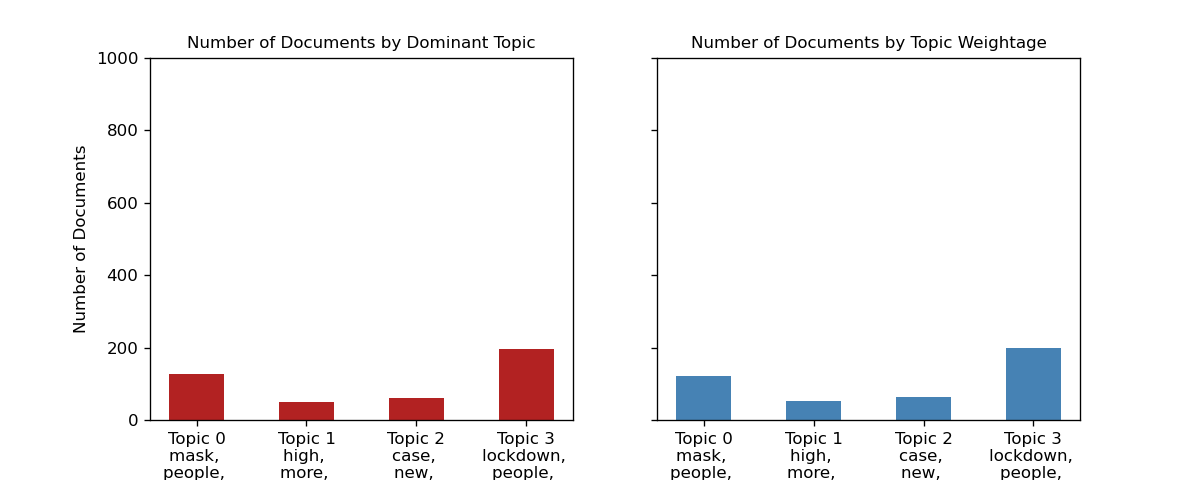 Number of Documents by Dominant Topic
Number of Documents
1000
800
600
400
200
0
Topic 0
mask,
people,
Topic 1
high,
more,
Topic 2
case,
new,
Topic 3
lockdown,
people,
Number of Documents by Topic Weightage
Topic 0
mask,
people,
Topic 1
high,
more,
Topic 2
case,
new,
Topic 3
lockdown,
people,